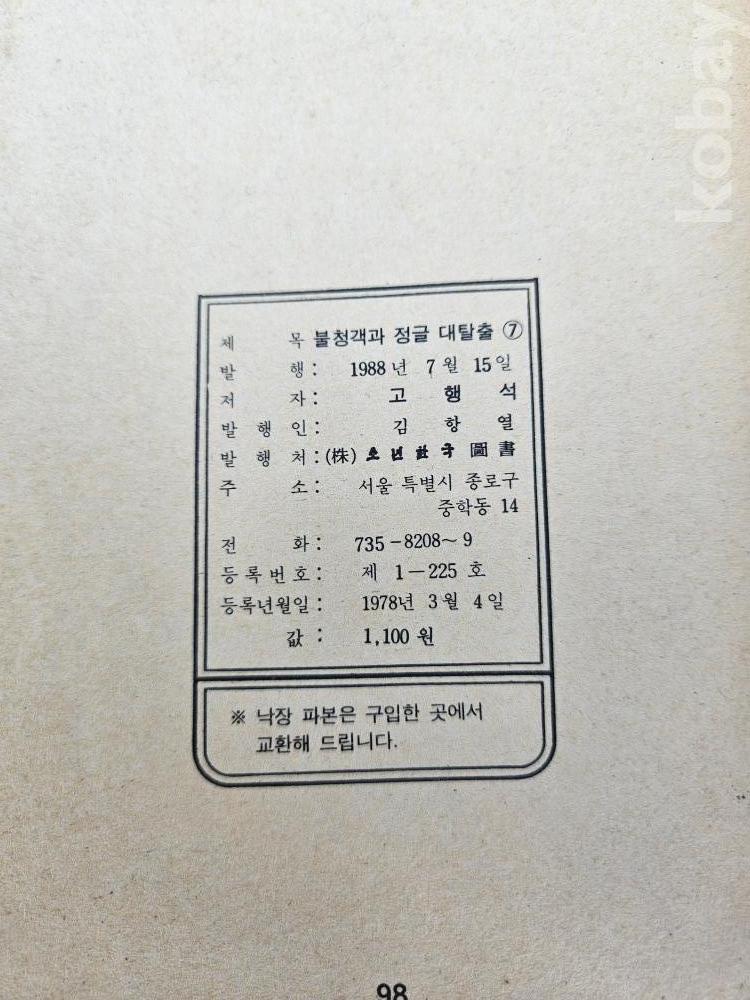 kobay
제 목 불청객과 정글 대탈출 ⑦
발 행 : 1988년 7월 15일
저 자 : 고 행 석
발 행 인 : 김 항 열
발 행 처 : (株) 소년한국 圖書
주 소 : 서울 특별시 종로구
중학동 14
전 화 : 735-8208~9
등록번호 : 제 1-225 호
등록년월일 : 1978년 3월 4일
값 : 1,100 원
※ 낙장 파본은 구입한 곳에서
교환해 드립니다.
98